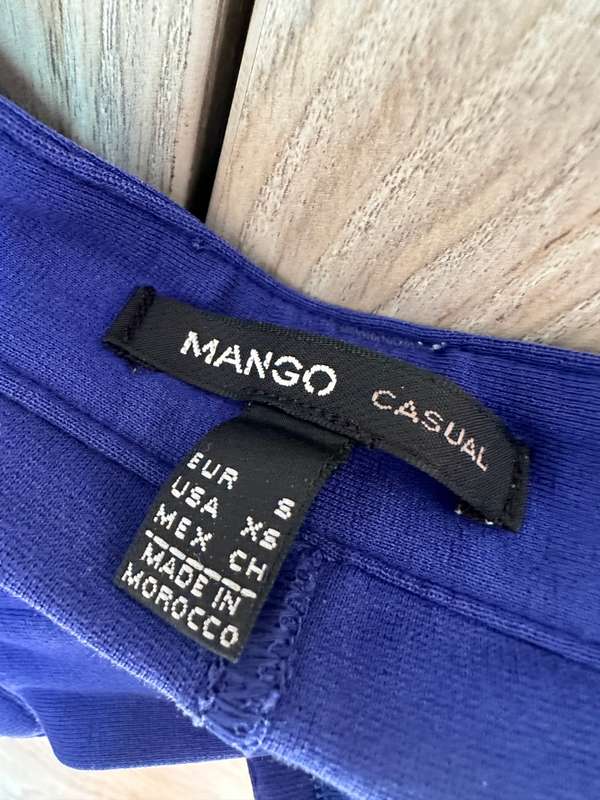 MANGO CASUAL
EUR S
USA XS
MEX CH
MADE IN
MOROCCO